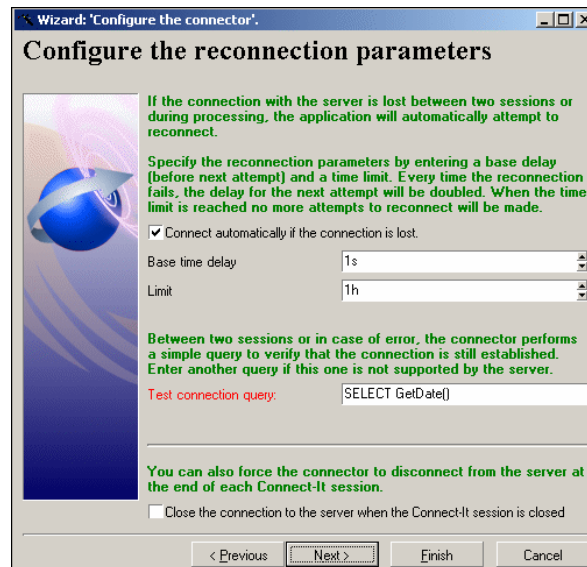 Wizard: 'Configure the connector'.
Configure the reconnection parameters
If the connection with the server is lost between two sessions or
during processing, the application will automatically attempt to
reconnect.
Specify the reconnection parameters by entering a base delay
(before next attempt) and a time limit. Every time the reconnection
fails, the delay for the next attempt will be doubled. When the time
limit is reached no more attempts to reconnect will be made.
Connect automatically if the connection is lost.
Base time delay 1s
Limit 1h
Between two sessions or in case of error, the connector performs
a simple query to verify that the connection is still established.
Enter another query if this one is not supported by the server.
Test connection query: SELECT GetDate()
You can also force the connector to disconnect from the server at
the end of each Connect-It session.
Close the connection to the server when the Connect-It session is closed
< Previous Next > Finish Cancel